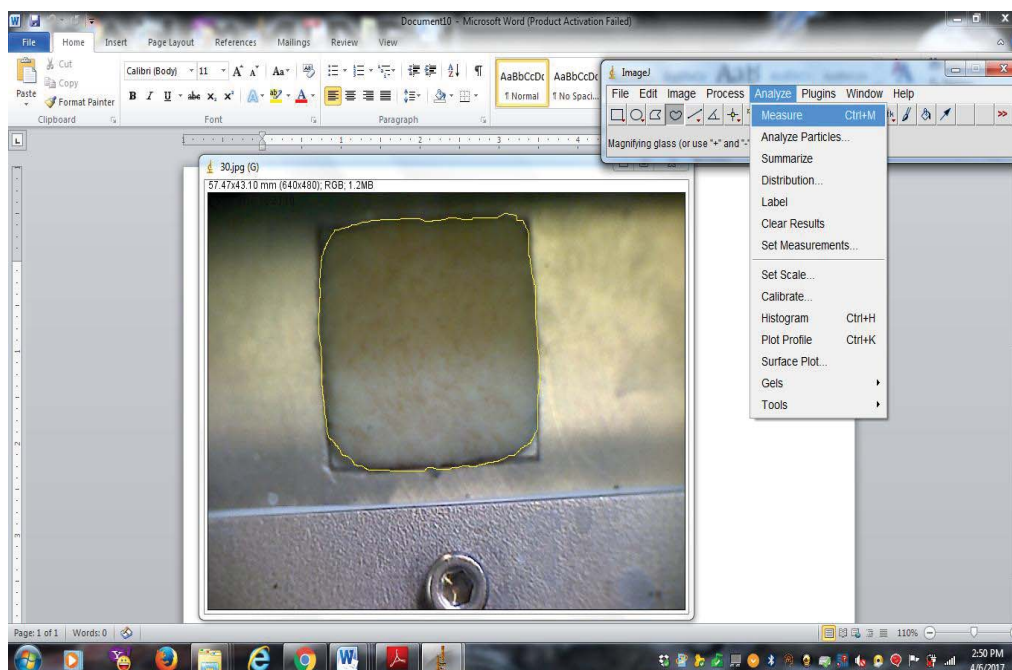 Document10 - Microsoft Word (Product Activation Failed)
File Home Insert Page Layout References Mailings Review View
Cut
Copy
Paste
Format Painter
Clipboard
Calibri (Body) 11
Font
Paragraph
AaBbCcDc AaBbCcDc
¶ Normal ¶ No Spaci...
ImageJ
File Edit Image Process Analyze Plugins Window Help
Magnifying glass (or use "+" and "-"
Measure Ctrl+M
Analyze Particles...
Summarize
Distribution...
Label
Clear Results
Set Measurements...
Set Scale...
Calibrate...
Histogram Ctrl+H
Plot Profile Ctrl+K
Surface Plot...
Gels
Tools
30.jpg (G)
57.47x43.10 mm (640x480); RGB; 1.2MB
Page: 1 of 1 Words: 0
110%
2:50 PM
4/6/2017